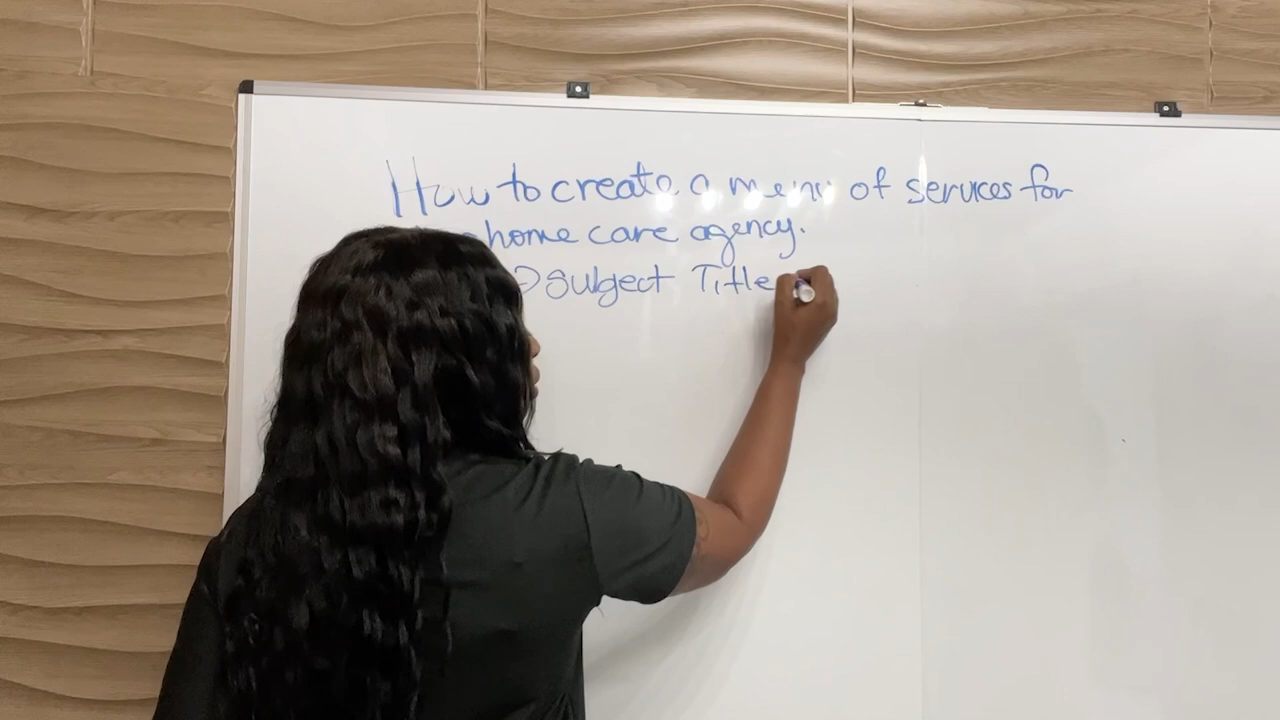 How to create a menu of services for
home care agency.
subject Title